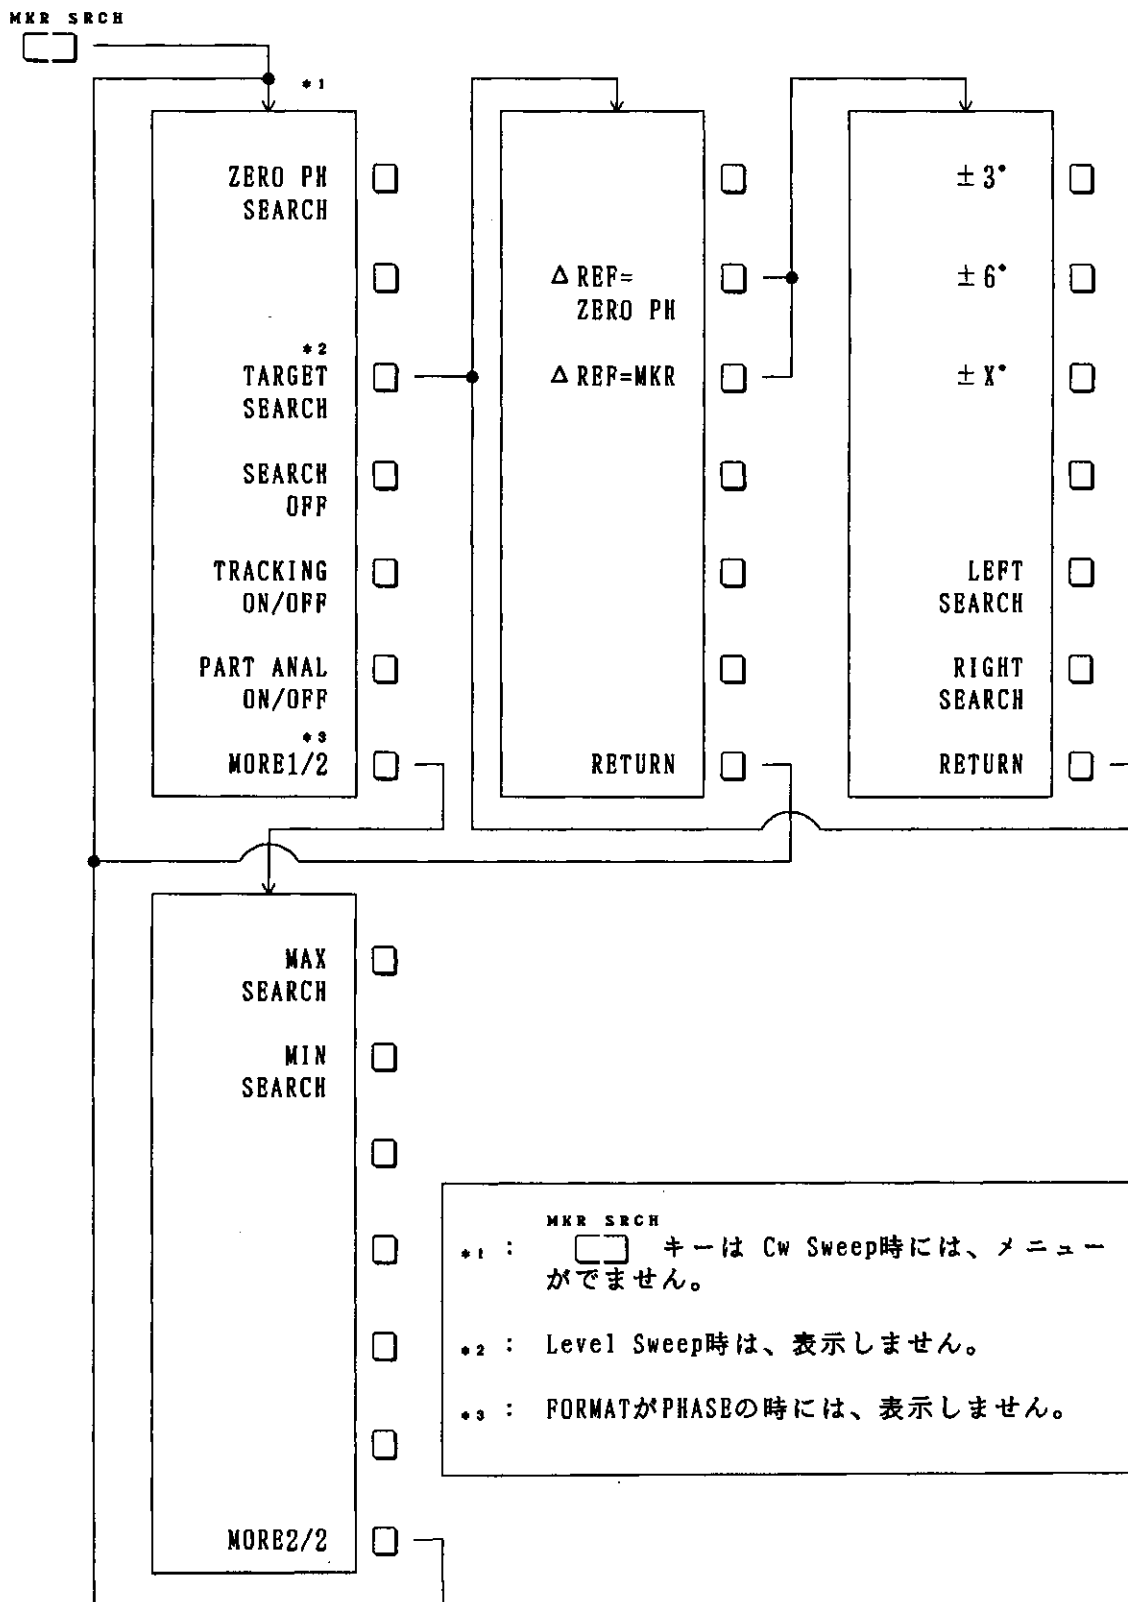 MKR SRCH
*1
ZERO PH
SEARCH
*2
TARGET
SEARCH
SEARCH
OFF
TRACKING
ON/OFF
PART ANAL
ON/OFF
*3
MORE1/2
Δ REF=
ZERO PH
Δ REF=MKR
RETURN
±3°
±6°
±X°
LEFT
SEARCH
RIGHT
SEARCH
RETURN
MAX
SEARCH
MIN
SEARCH
MORE2/2
MKR SRCH
*1 : キーは Cw Sweep時には、メニュー
がでません。
*2 : Level Sweep時は、表示しません。
*3 : FORMATがPHASEの時には、表示しません。